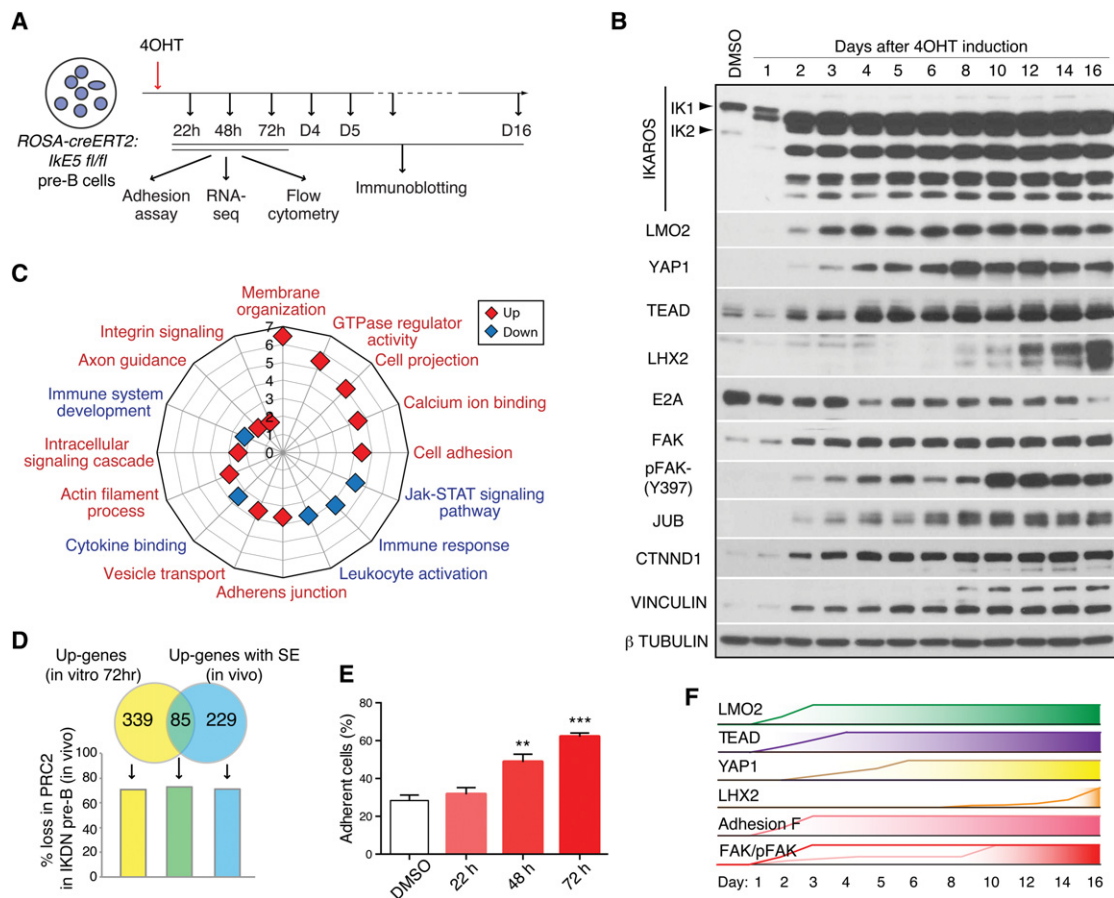 A
4OHT
22h 48h 72h D4 D5 D16
ROSA-creERT2:
IkE5 fl/fl
pre-B cells
Adhesion
assay
RNA-
seq
Flow
cytometry
Immunoblotting
B
DMSO
Days after 4OHT induction
1 2 3 4 5 6 8 10 12 14 16
IKAROS
IK1
IK2
LMO2
YAP1
TEAD
LHX2
E2A
FAK
pFAK-
(Y397)
JUB
CTNND1
VINCULIN
β TUBULIN
C
Membrane
organization
GTPase regulator
activity
Cell projection
Calcium ion binding
Cell adhesion
Jak-STAT signaling
pathway
Immune response
Leukocyte activation
Adherens junction
Vesicle transport
Cytokine binding
Actin filament
process
Intracellular
signaling cascade
Immune system
development
Axon guidance
Integrin signaling
7
6
5
4
3
2
1
0
Up
Down
D
Up-genes
(in vitro 72hr)
Up-genes with SE
(in vivo)
339 85 229
% loss in PRC2
in IKDN pre-B (in vivo)
100
80
60
40
20
0
E
Adherent cells (%)
80
60
40
20
0
**
***
DMSO
22 h
48 h
72 h
F
LMO2
TEAD
YAP1
LHX2
Adhesion F
FAK/pFAK
Day: 1 2 3 4 6 8 10 12 14 16